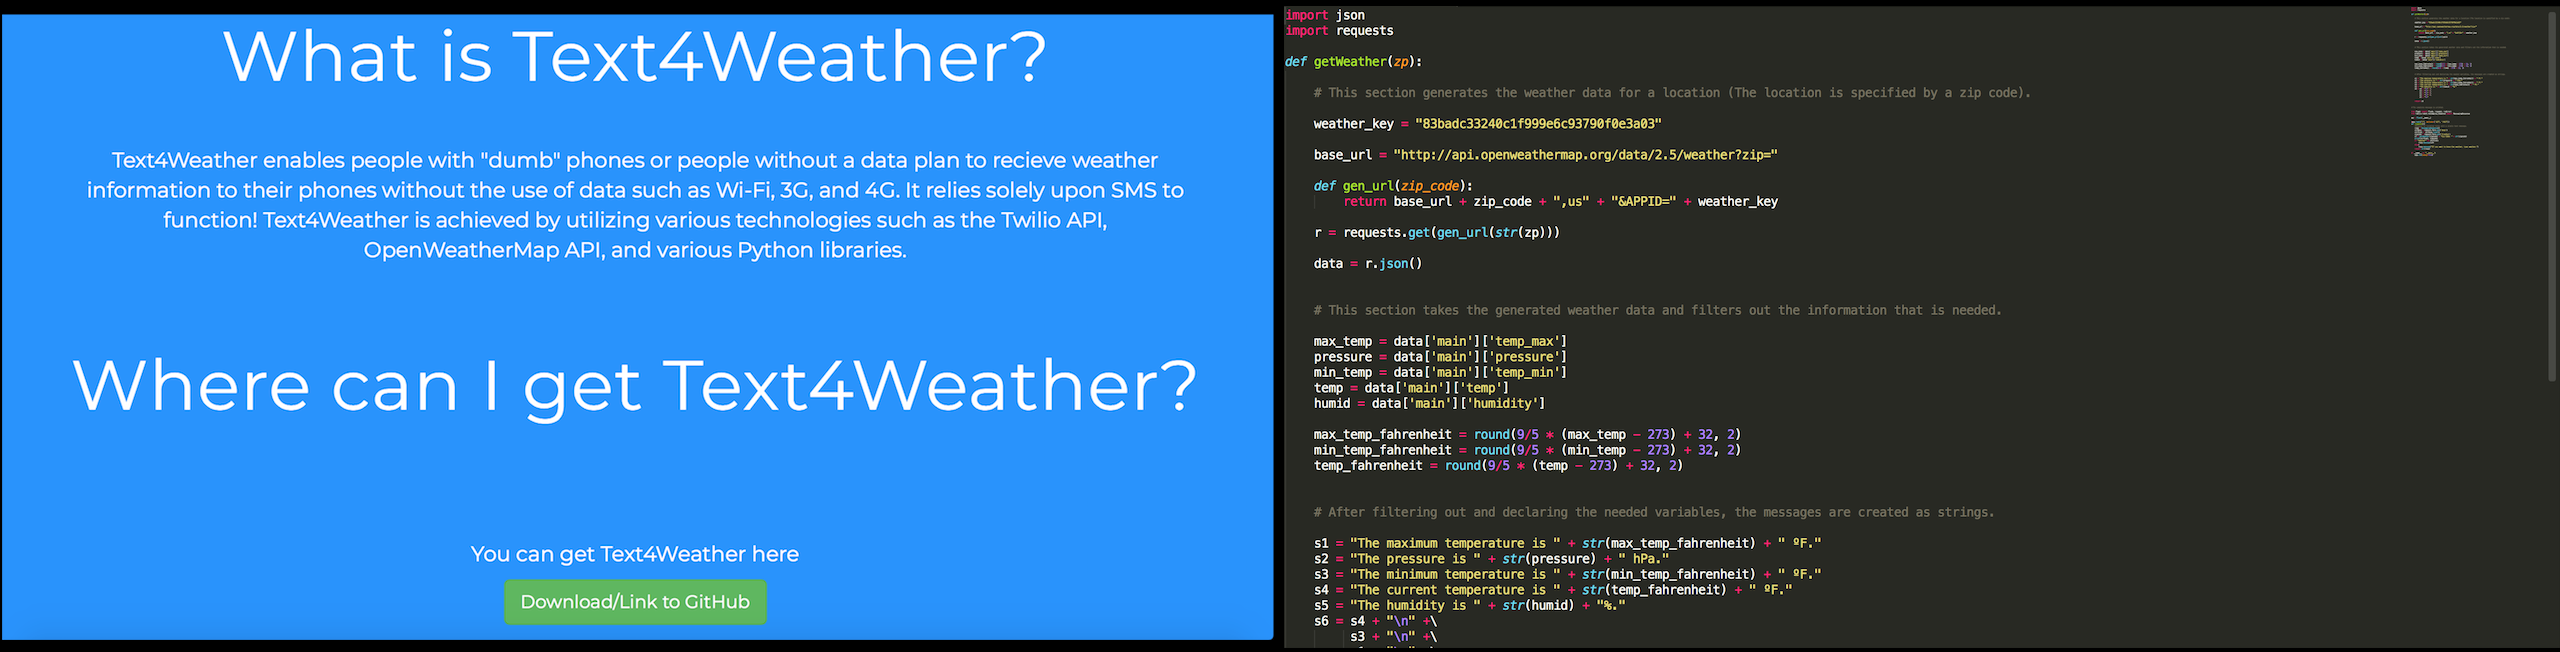 What is Text4Weather?
Text4Weather enables people with "dumb" phones or people without a data plan to recieve weather
information to their phones without the use of data such as Wi-Fi, 3G, and 4G. It relies solely upon SMS to
function! Text4Weather is achieved by utilizing various technologies such as the Twilio API,
OpenWeatherMap API, and various Python libraries.
Where can I get Text4Weather?
You can get Text4Weather here
Download/Link to GitHub
import json
import requests
def getWeather(zp):
# This section generates the weather data for a location (The location is specified by a zip code).
weather_key = "83badc33240c1f999e6c93790f0e3a03"
base_url = "http://api.openweathermap.org/data/2.5/weather?zip="
def gen_url(zip_code):
return base_url + zip_code + ",us" + "&APPID=" + weather_key
r = requests.get(gen_url(str(zp)))
data = r.json()
# This section takes the generated weather data and filters out the information that is needed.
max_temp = data['main']['temp_max']
pressure = data['main']['pressure']
min_temp = data['main']['temp_min']
temp = data['main']['temp']
humid = data['main']['humidity']
max_temp_fahrenheit = round(9/5 * (max_temp - 273) + 32, 2)
min_temp_fahrenheit = round(9/5 * (min_temp - 273) + 32, 2)
temp_fahrenheit = round(9/5 * (temp - 273) + 32, 2)
# After filtering out and declaring the needed variables, the messages are created as strings.
s1 = "The maximum temperature is " + str(max_temp_fahrenheit) + " ºF."
s2 = "The pressure is " + str(pressure) + " hPa."
s3 = "The minimum temperature is " + str(min_temp_fahrenheit) + " ºF."
s4 = "The current temperature is " + str(temp_fahrenheit) + " ºF."
s5 = "The humidity is " + str(humid) + "%."
s6 = s4 + "\n" +\
s3 + "\n" +\